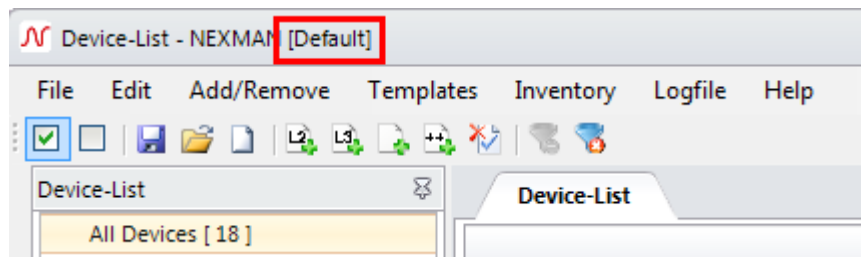 Device-List - NEXMAN [Default]
File Edit Add/Remove Templates Inventory Logfile Help
L2 L3 ++
Device-List Device-List
All Devices [ 18 ]